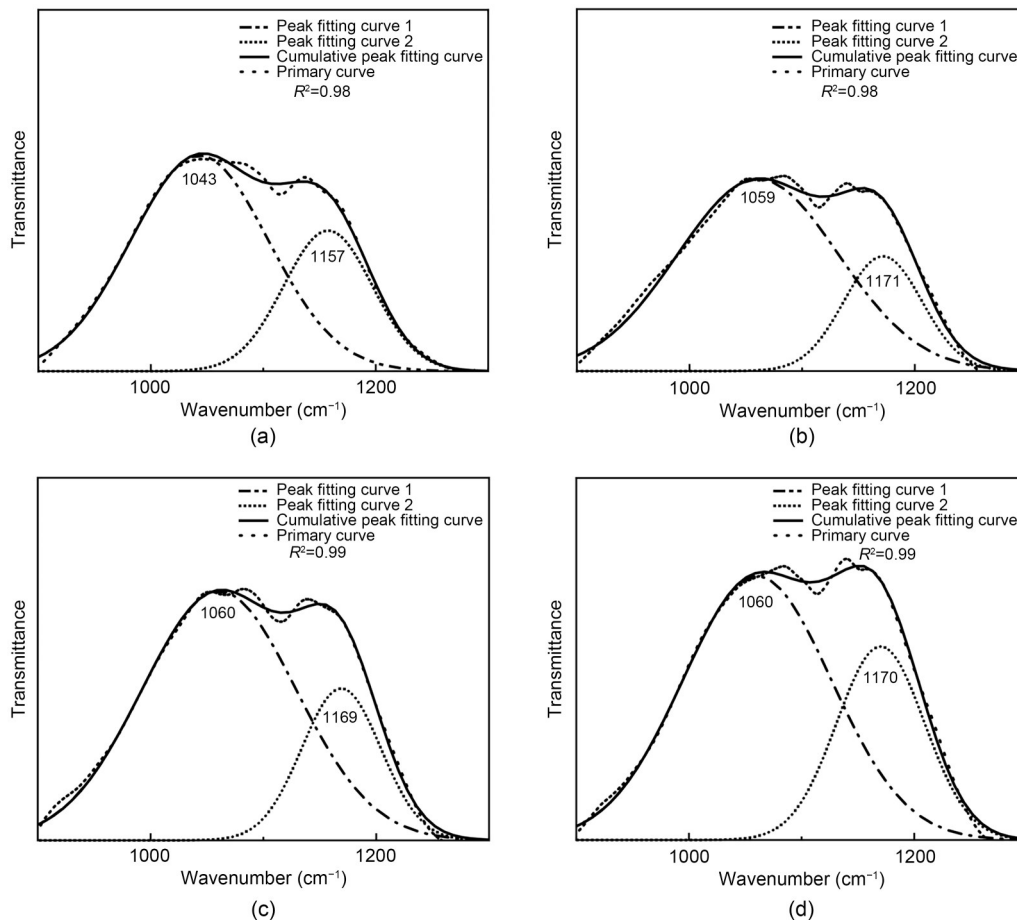 Peak fitting curve 1
Peak fitting curve 2
Cumulative peak fitting curve
Primary curve
R²=0.98
1043
1157
Transmittance
1000
1200
Wavenumber (cm⁻¹)
(a)
Peak fitting curve 1
Peak fitting curve 2
Cumulative peak fitting curve
Primary curve
R²=0.98
1059
1171
Transmittance
1000
1200
Wavenumber (cm⁻¹)
(b)
Peak fitting curve 1
Peak fitting curve 2
Cumulative peak fitting curve
Primary curve
R²=0.99
1060
1169
Transmittance
1000
1200
Wavenumber (cm⁻¹)
(c)
Peak fitting curve 1
Peak fitting curve 2
Cumulative peak fitting curve
Primary curve
R²=0.99
1060
1170
Transmittance
1000
1200
Wavenumber (cm⁻¹)
(d)